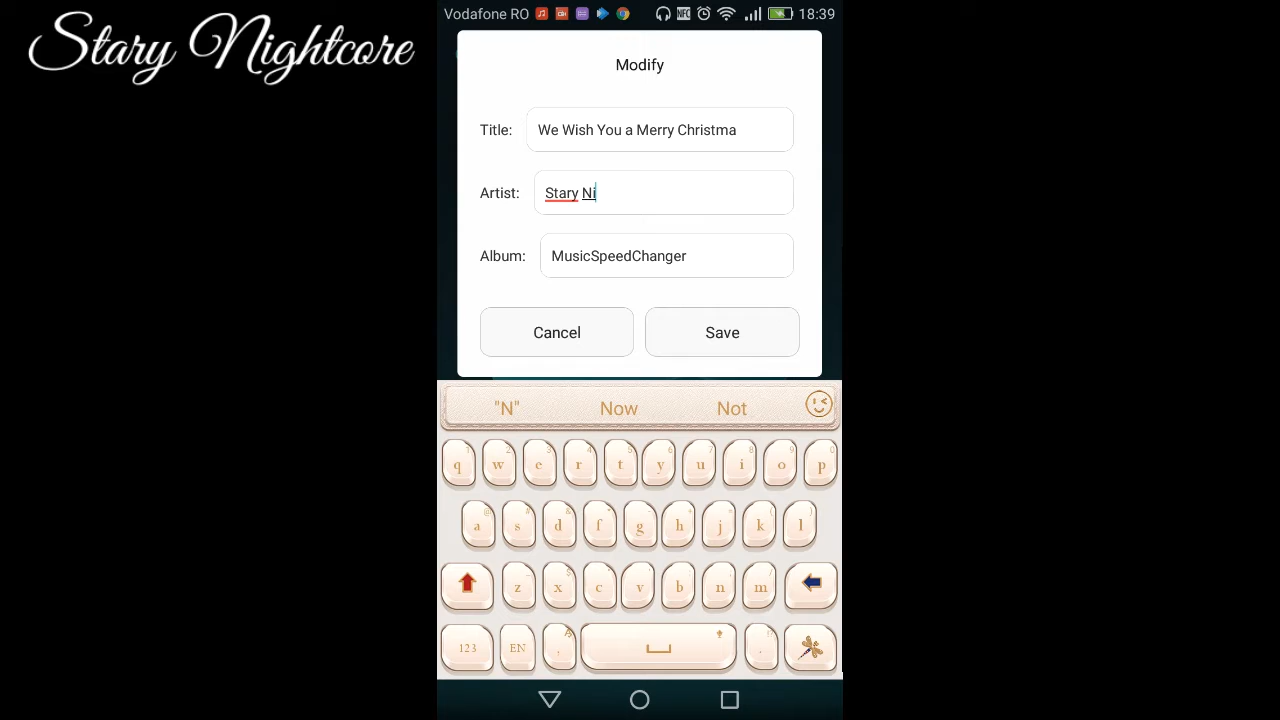 Stary Nightcore
Vodafone RO 18:39
Modify
Title: We Wish You a Merry Christma
Artist: Stary Ni
Album: MusicSpeedChanger
Cancel Save
"N" Now Not
q w e r t y u i o p
a s d f g h j k l
z x c v b n m
123 EN , .